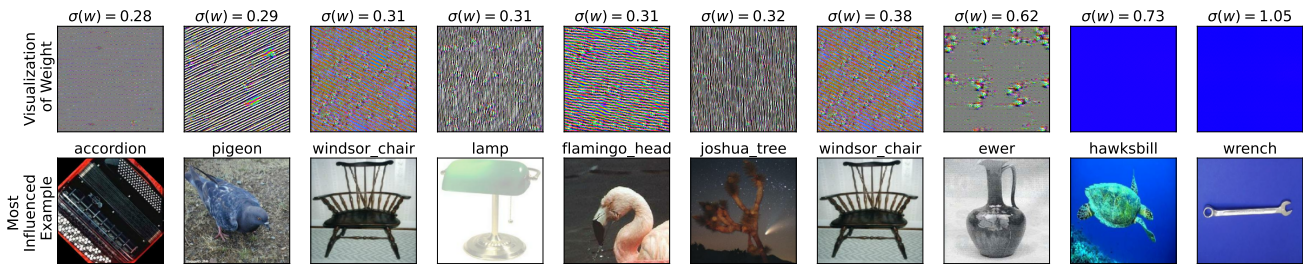 σ(w) = 0.28
σ(w) = 0.29
σ(w) = 0.31
σ(w) = 0.31
σ(w) = 0.31
σ(w) = 0.32
σ(w) = 0.38
σ(w) = 0.62
σ(w) = 0.73
σ(w) = 1.05
Visualization
of Weight
accordion
pigeon
windsor_chair
lamp
flamingo_head
joshua_tree
windsor_chair
ewer
hawksbill
wrench
Most
Influenced
Example